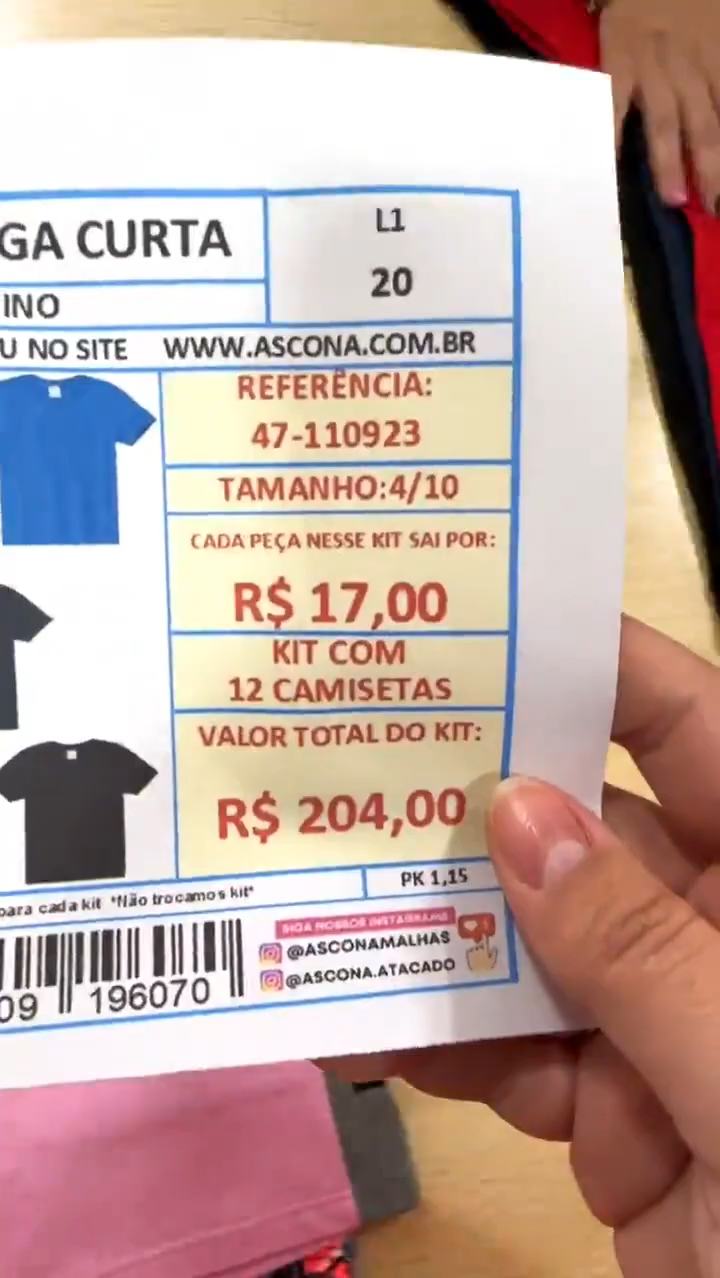 GA CURTA
L1
20
INO
U NO SITE WWW.ASCONA.COM.BR
REFERÊNCIA:
47-110923
TAMANHO:4/10
CADA PEÇA NESSE KIT SAI POR:
R$ 17,00
KIT COM
12 CAMISETAS
VALOR TOTAL DO KIT:
R$ 204,00
para cada kit *Não trocamos kit*
PK 1,15
SIGA NOSSOS INSTAGRAMS
@ASCONAMALHAS
@ASCONA.ATACADO
09 196070